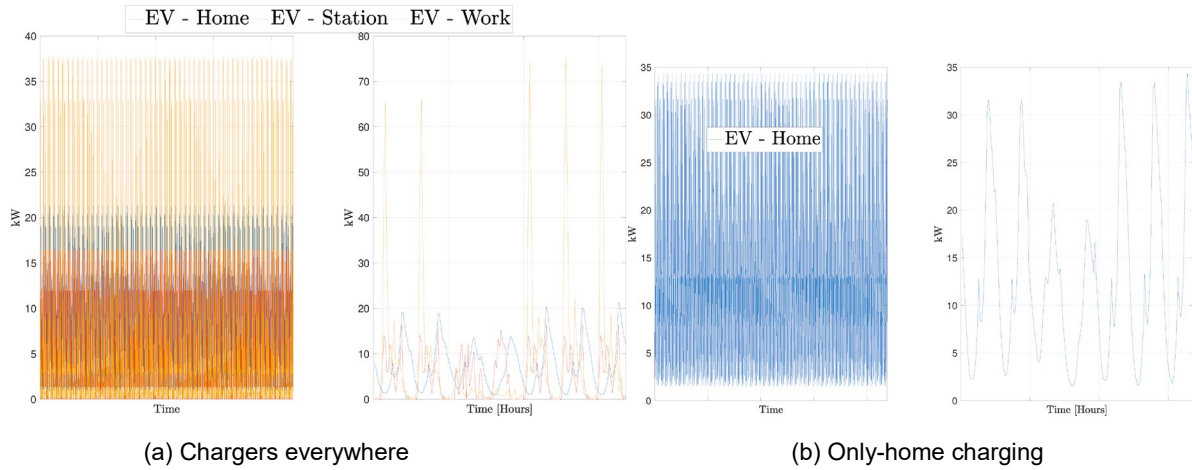 EV - Home EV - Station EV - Work
40
35
30
25
20
15
10
5
0
kW
Time
80
70
60
50
40
30
20
10
0
kW
Time [Hours]
35
30
25
20
15
10
5
0
kW
EV - Home
Time
35
30
25
20
15
10
5
0
kW
Time [Hours]
(a) Chargers everywhere
(b) Only-home charging